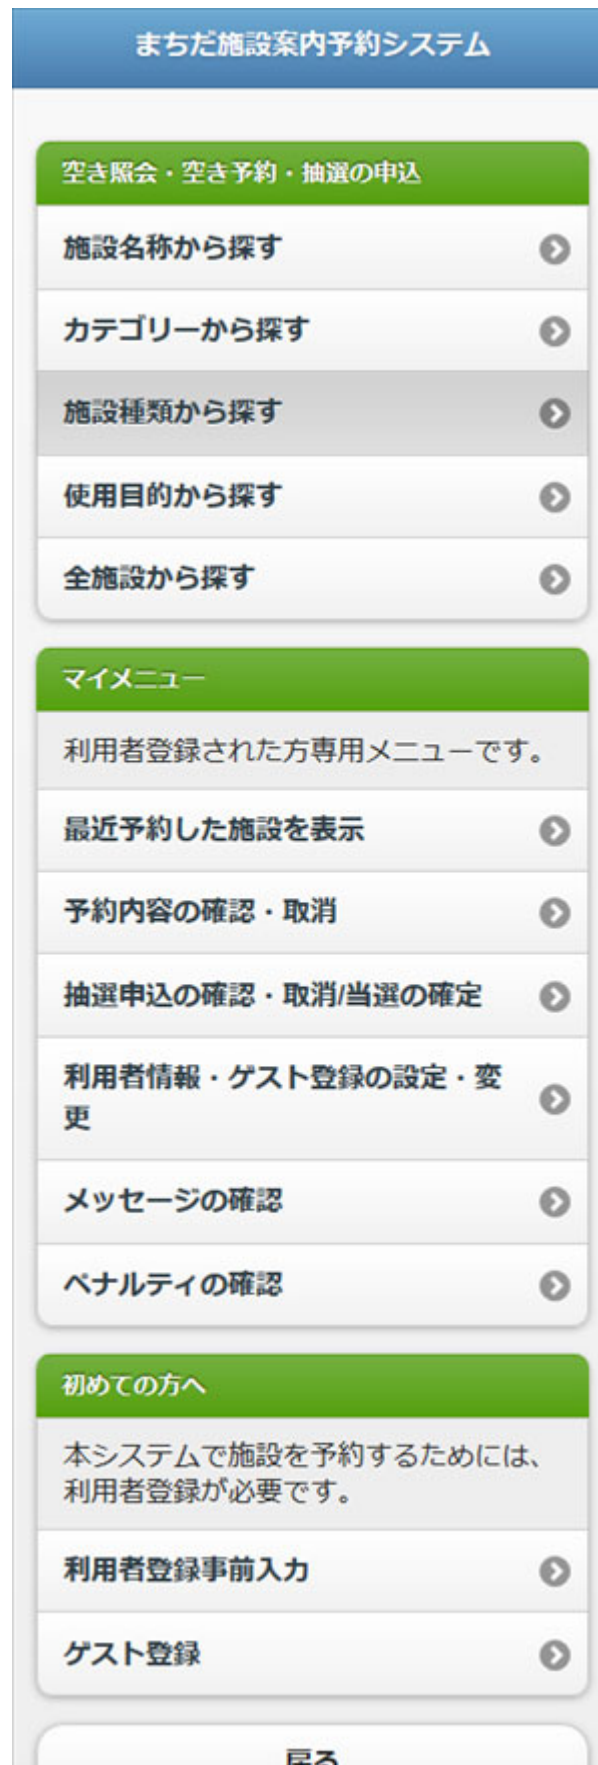 まちだ施設案内予約システム
空き照会・空き予約・抽選の申込
施設名称から探す
カテゴリーから探す
施設種類から探す
使用目的から探す
全施設から探す
マイメニュー
利用者登録された方専用メニューです。
最近予約した施設を表示
予約内容の確認・取消
抽選申込の確認・取消/当選の確定
利用者情報・ゲスト登録の設定・変
更
メッセージの確認
ペナルティの確認
初めての方へ
本システムで施設を予約するためには、
利用者登録が必要です。
利用者登録事前入力
ゲスト登録
戻る